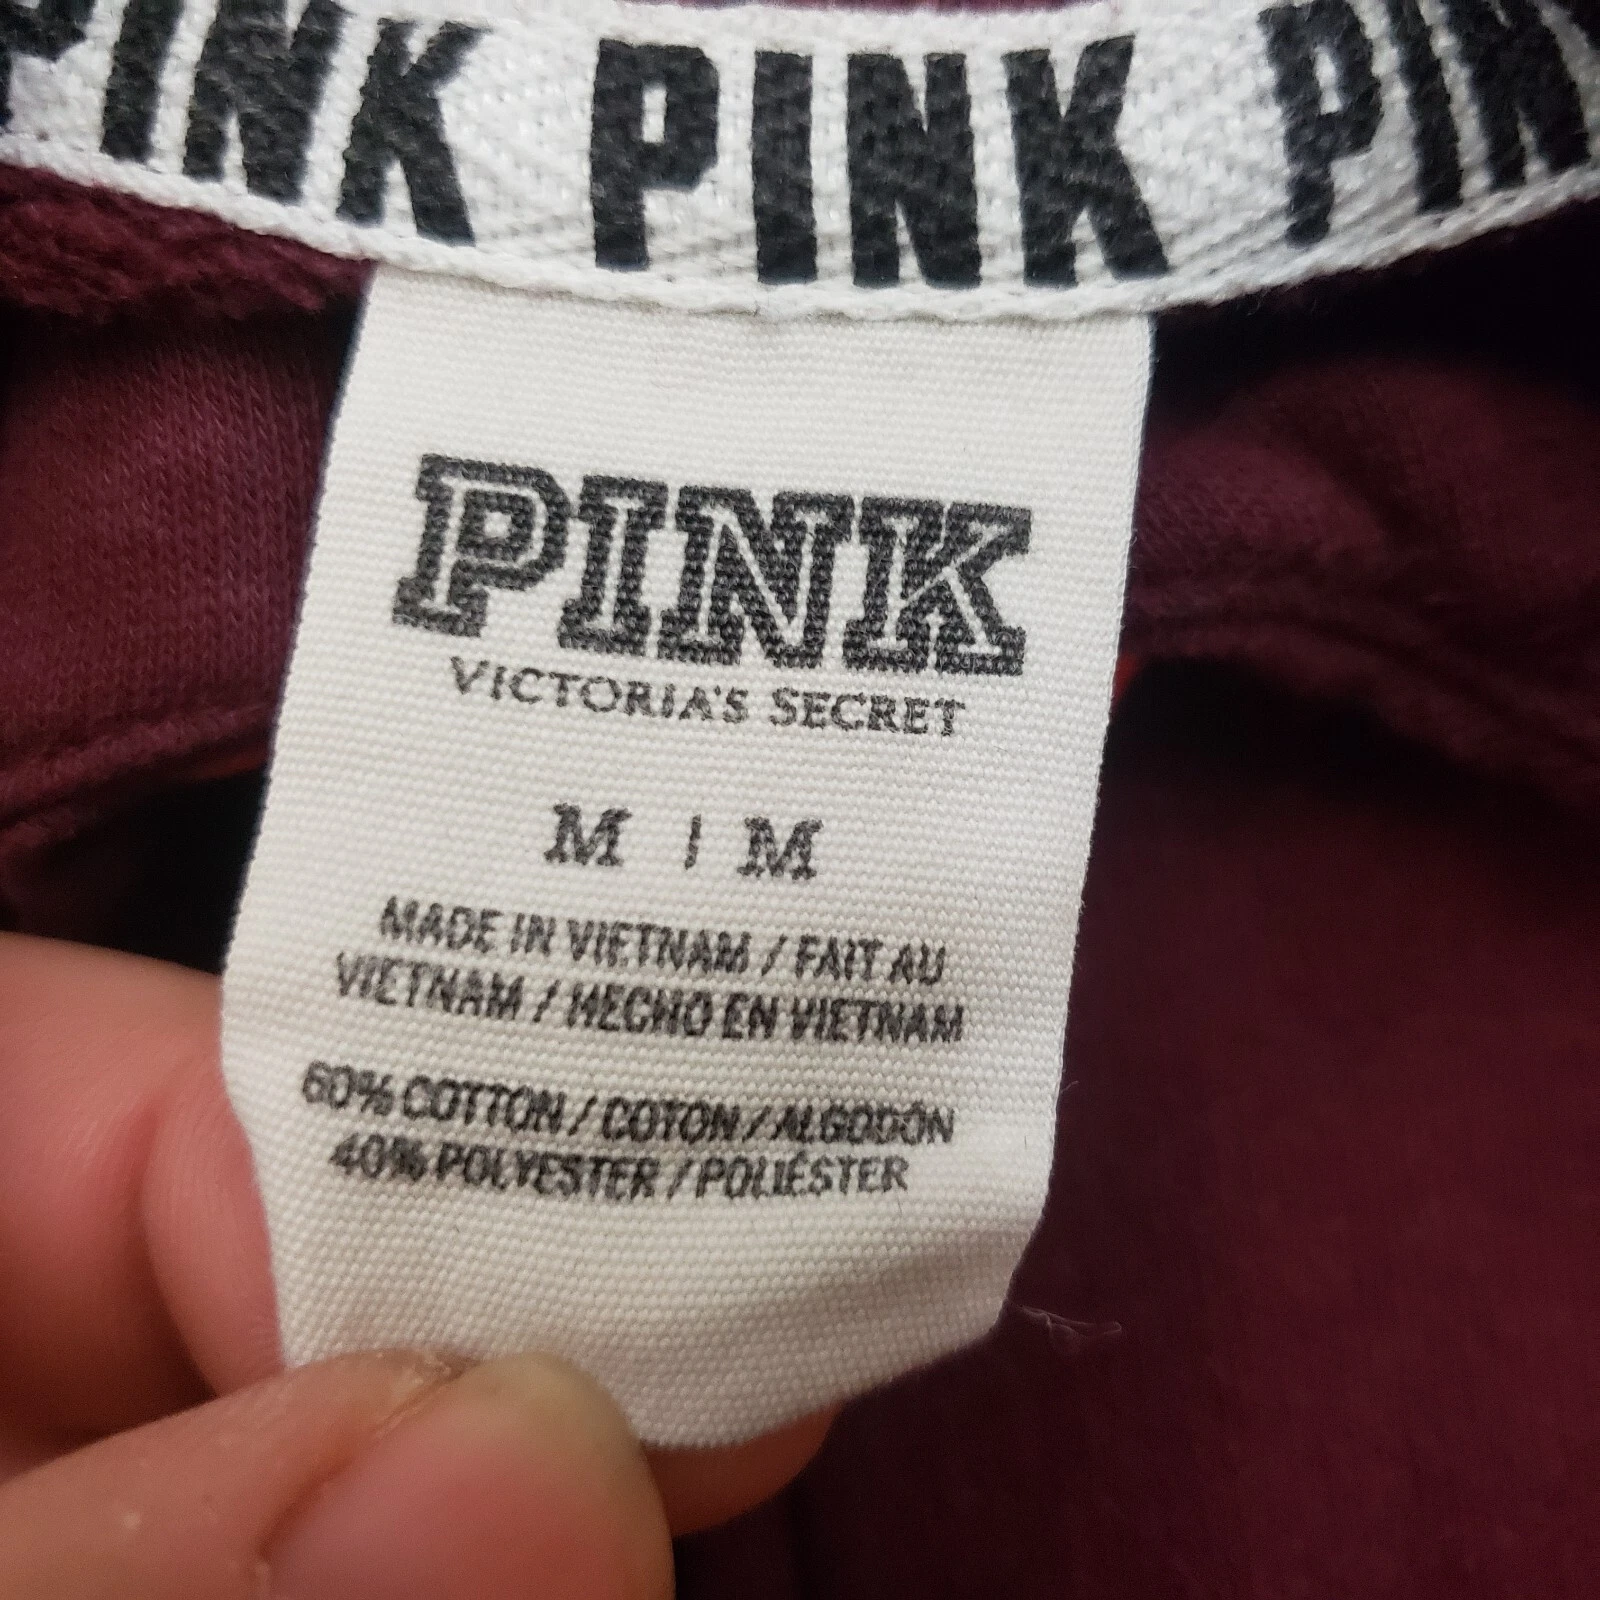 PINK PINK PIN
PINK
VICTORIA'S SECRET
M | M
MADE IN VIETNAM / FAIT AU
VIETNAM / HECHO EN VIETNAM
60% COTTON / COTON / ALGODÓN
40% POLYESTER / POLIÉSTER